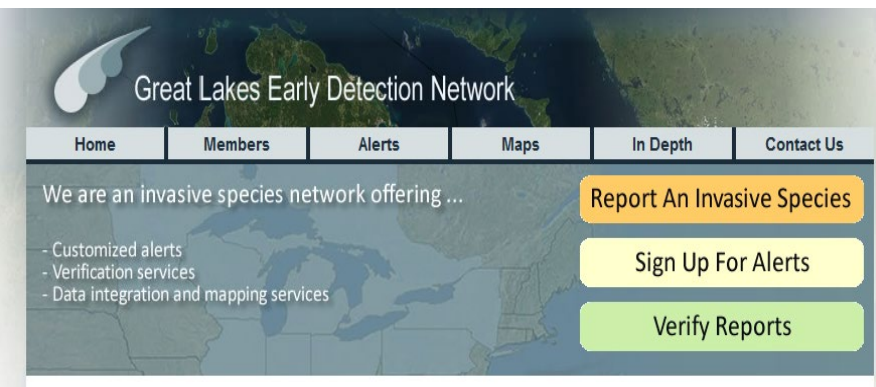 Great Lakes Early Detection Network
Home Members Alerts Maps In Depth Contact Us
We are an invasive species network offering ...
- Customized alerts
- Verification services
- Data integration and mapping services
Report An Invasive Species
Sign Up For Alerts
Verify Reports